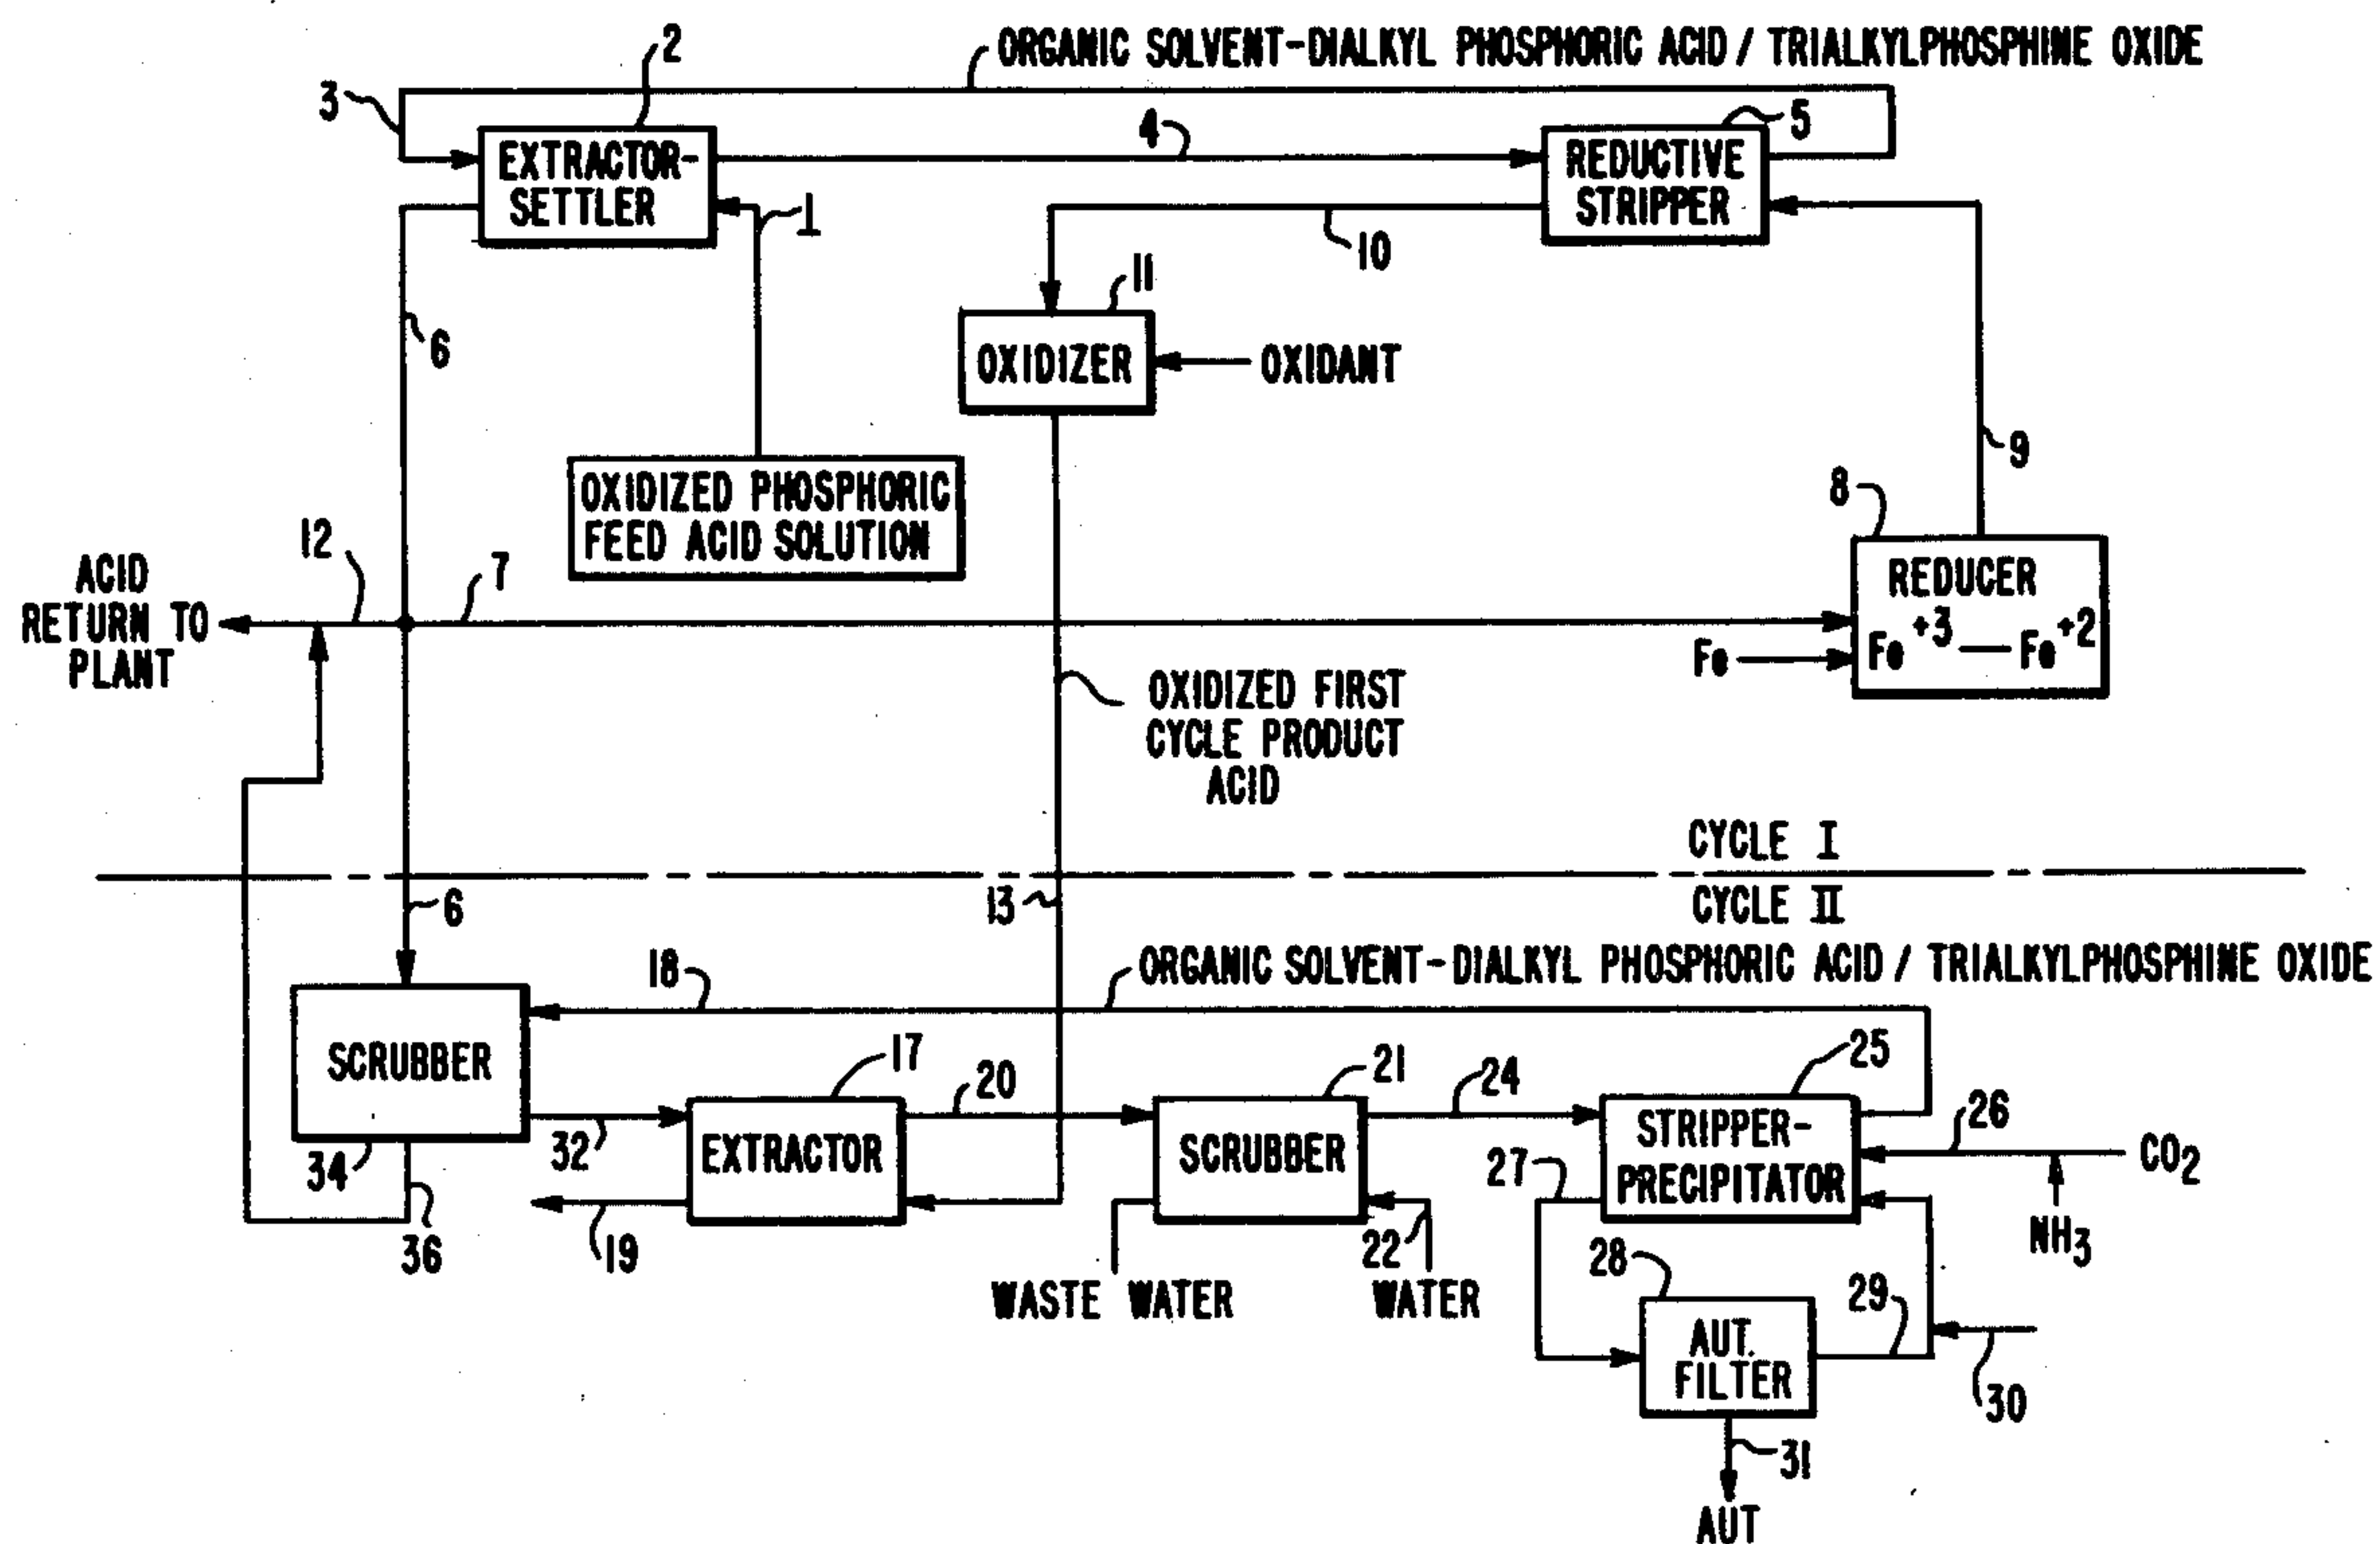 ORGANIC SOLVENT-DIALKYL PHOSPHORIC ACID / TRIALKYLPHOSPHINE OXIDE
2
3
EXTRACTOR-
SETTLER
1
4
5
REDUCTIVE
STRIPPER
10
11
6
OXIDIZER
OXIDANT
9
8
OXIDIZED PHOSPHORIC
FEED ACID SOLUTION
12
7
ACID
RETURN TO
PLANT
REDUCER
Fe+3 — Fe+2
Fe
OXIDIZED FIRST
CYCLE PRODUCT
ACID
CYCLE I
CYCLE II
6
13
18
ORGANIC SOLVENT-DIALKYL PHOSPHORIC ACID / TRIALKYLPHOSPHINE OXIDE
SCRUBBER
34
32
36
17
EXTRACTOR
19
20
21
SCRUBBER
22
WASTE WATER
WATER
24
25
STRIPPER-
PRECIPITATOR
26
CO2
NH3
27
28
AUT.
FILTER
29
30
31
AUT